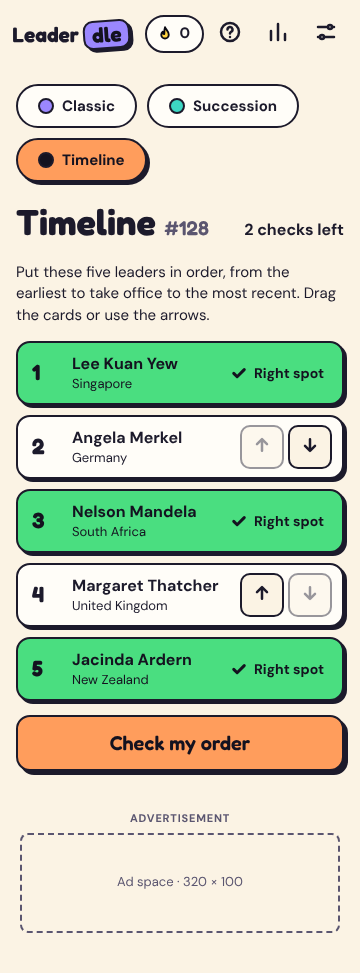 Leader dle 0
Classic
Succession
Timeline
Timeline #128
2 checks left
Put these five leaders in order, from the
earliest to take office to the most recent. Drag
the cards or use the arrows.
1
Lee Kuan Yew
Singapore
Right spot
2
Angela Merkel
Germany
3
Nelson Mandela
South Africa
Right spot
4
Margaret Thatcher
United Kingdom
5
Jacinda Ardern
New Zealand
Right spot
Check my order
ADVERTISEMENT
Ad space · 320 × 100